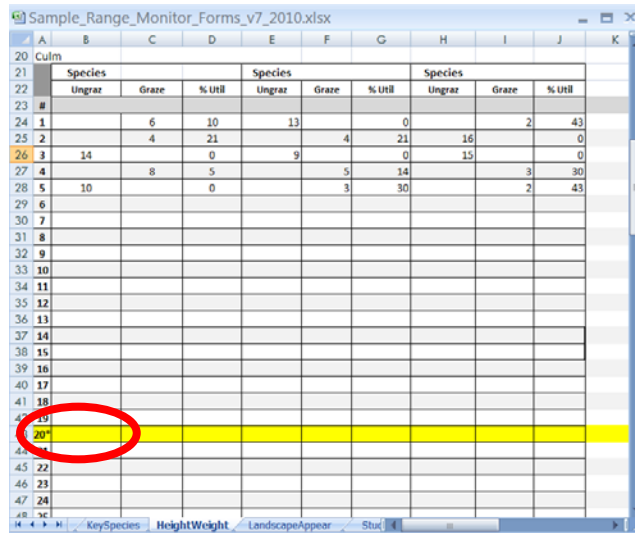 Sample_Range_Monitor_Forms_v7_2010.xlsx
A B C D E F G H I J K
20 Culm
21 Species Species Species
22 Ungraz Graze % Util Ungraz Graze % Util Ungraz Graze % Util
23 #
24 1 6 10 13 0 2 43
25 2 4 21 4 21 16 0
26 3 14 0 9 0 15 0
27 4 8 5 5 14 3 30
28 5 10 0 3 30 2 43
29 6
30 7
31 8
32 9
33 10
34 11
35 12
36 13
37 14
38 15
39 16
40 17
41 18
42 19
20*
44
45 22
46 23
47 24
48 25
KeySpecies HeightWeight LandscapeAppear Stud